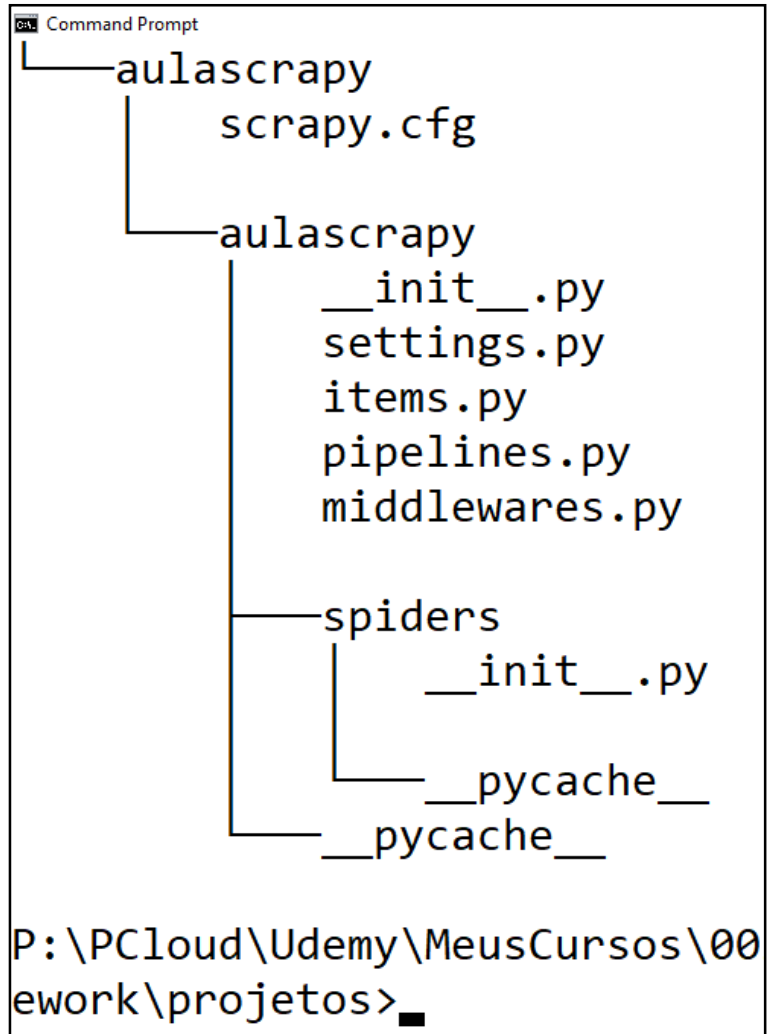 Command Prompt
aulascrapy
scrapy.cfg
aulascrapy
__init__.py
settings.py
items.py
pipelines.py
middlewares.py
spiders
__init__.py
__pycache__
__pycache__
P:\PCloud\Udemy\MeusCursos\00
ework\projetos>